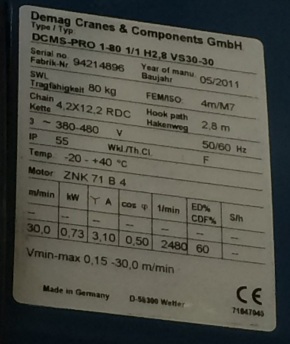 Demag Cranes & Components GmbH
Type / Typ:
DCMS-PRO 1-80 1/1 H2,8 VS30-30
Serial no Year of manu
Fabrik-Nr 94214896 Baujahr 05/2011
SWL
Tragfähigkeit 80 kg FEM/ISO: 4m/M7
Chain Hook path
Kette 4,2X12,2 RDC Hakenweg 2,8 m
3 ~ 380-480 V 50/60 Hz
IP 55 Wkl/Th.Cl. F
Temp. -20 - +40 °C
Motor ZNK 71 B 4
m/min kW Y A cos φ 1/min ED% CDF% S/h
-- -- -- -- -- -- --
30,0 0,73 3,10 0,50 2480 60 --
Vmin-max 0,15 -30,0 m/min
Made in Germany D-58300 Wetter CE
71847945